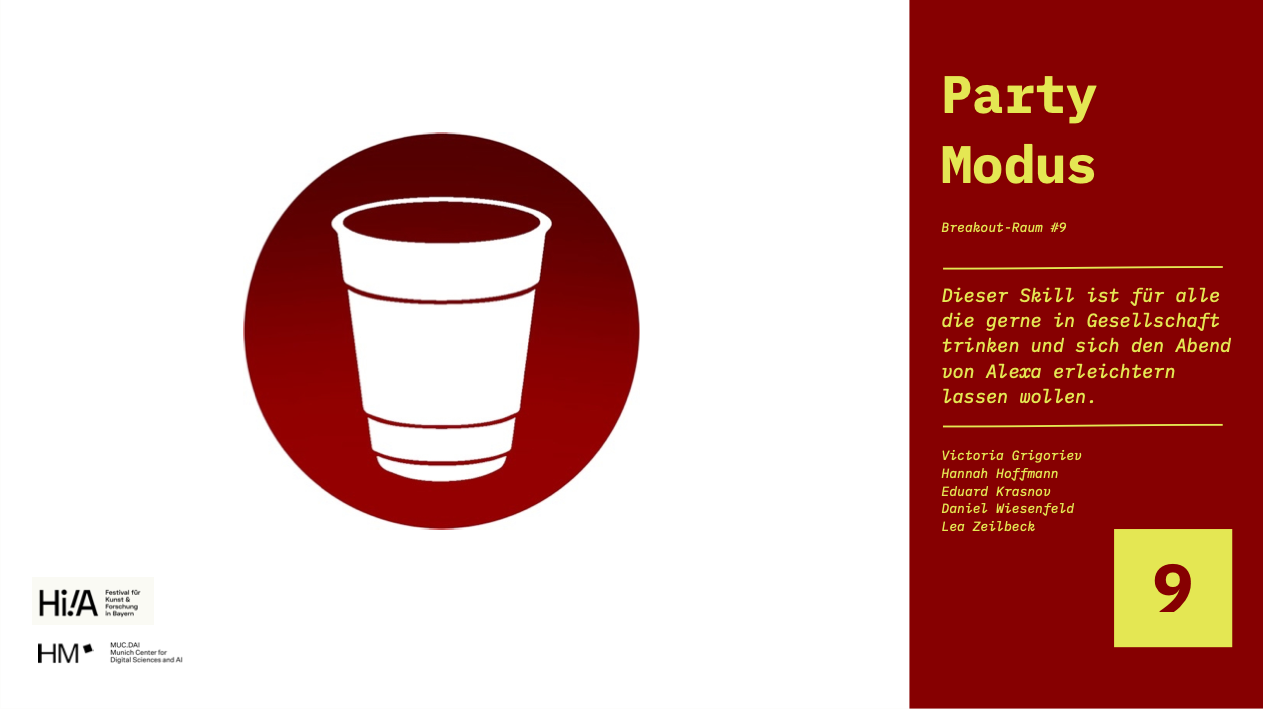 Party
Modus
Breakout-Raum #9
Dieser Skill ist für alle
die gerne in Gesellschaft
trinken und sich den Abend
von Alexa erleichtern
lassen wollen.
Victoria Grigoriev
Hannah Hoffmann
Eduard Krasnov
Daniel Wiesenfeld
Lea Zeilbeck
9
Hi!A
Festival für
Kunst &
Forschung
in Bayern
HM
MUC.DAI
Munich Center for
Digital Sciences and AI